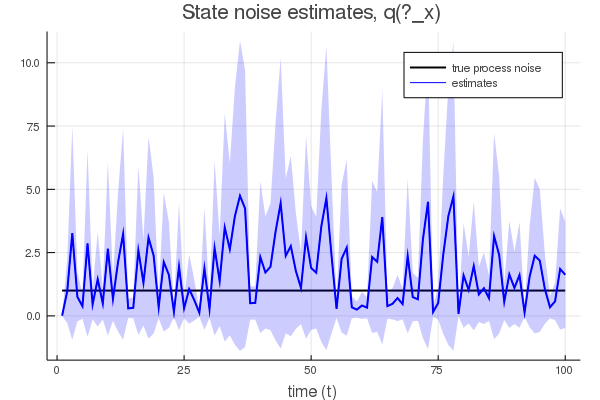 State noise estimates, q(?_x)
true process noise
estimates
10.0
7.5
5.0
2.5
0.0
0
25
50
75
100
time (t)